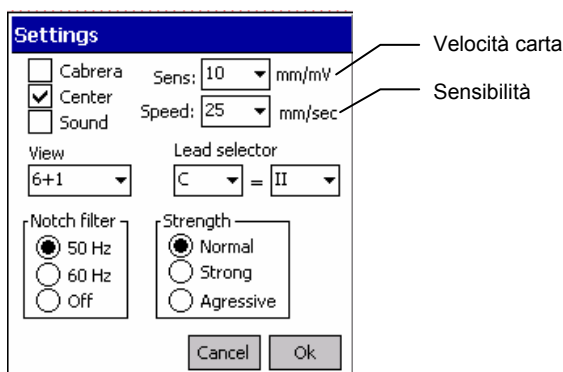 Settings
Cabrera Sens: 10 mm/mV
Center
Sound Speed: 25 mm/sec
Velocità carta
Sensibilità
View Lead selector
6+1 C = II
Notch filter Strength
50 Hz Normal
60 Hz Strong
Off Agressive
Cancel Ok